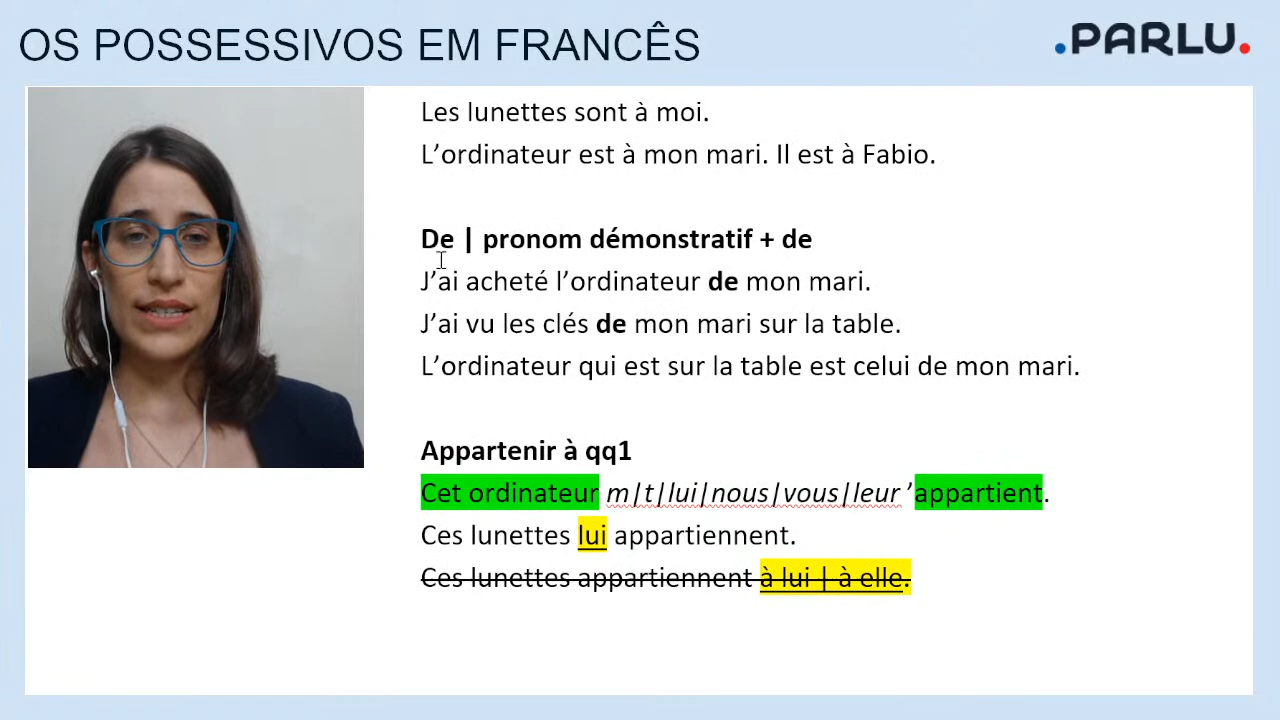 OS POSSESSIVOS EM FRANCÊS
.PARLU.
Les lunettes sont à moi.
L’ordinateur est à mon mari. Il est à Fabio.
De | pronom démonstratif + de
J’ai acheté l’ordinateur de mon mari.
J’ai vu les clés de mon mari sur la table.
L’ordinateur qui est sur la table est celui de mon mari.
Appartenir à qq1
Cet ordinateur m|t|lui|nous|vous|leur ’appartient.
Ces lunettes lui appartiennent.
Ces lunettes appartiennent à lui | à elle.